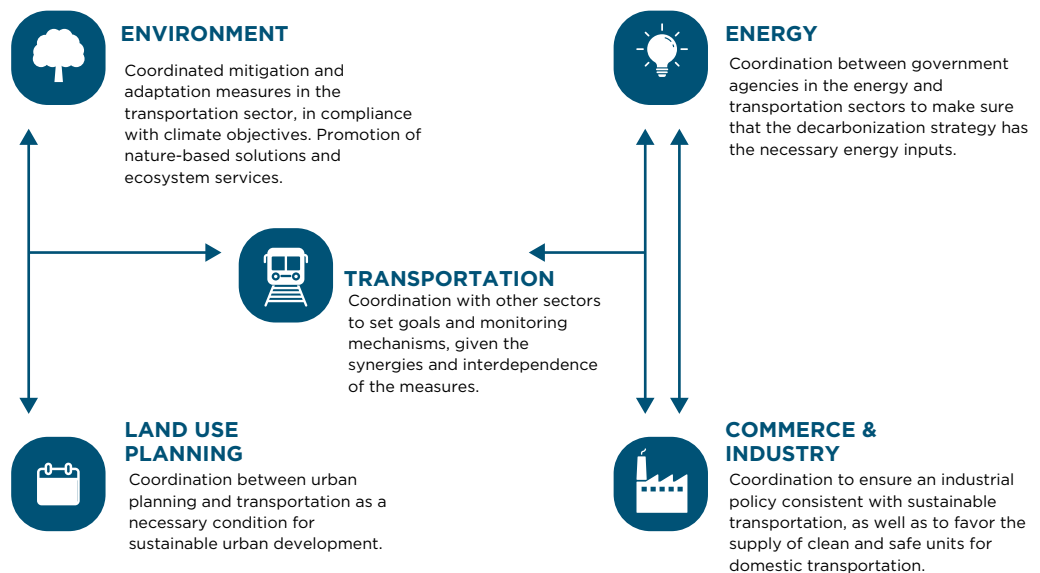 ENVIRONMENT
Coordinated mitigation and
adaptation measures in the
transportation sector, in compliance
with climate objectives. Promotion of
nature-based solutions and
ecosystem services.
ENERGY
Coordination between government
agencies in the energy and
transportation sectors to make sure
that the decarbonization strategy has
the necessary energy inputs.
TRANSPORTATION
Coordination with other sectors
to set goals and monitoring
mechanisms, given the
synergies and interdependence
of the measures.
LAND USE
PLANNING
Coordination between urban
planning and transportation as a
necessary condition for
sustainable urban development.
COMMERCE &
INDUSTRY
Coordination to ensure an industrial
policy consistent with sustainable
transportation, as well as to favor the
supply of clean and safe units for
domestic transportation.